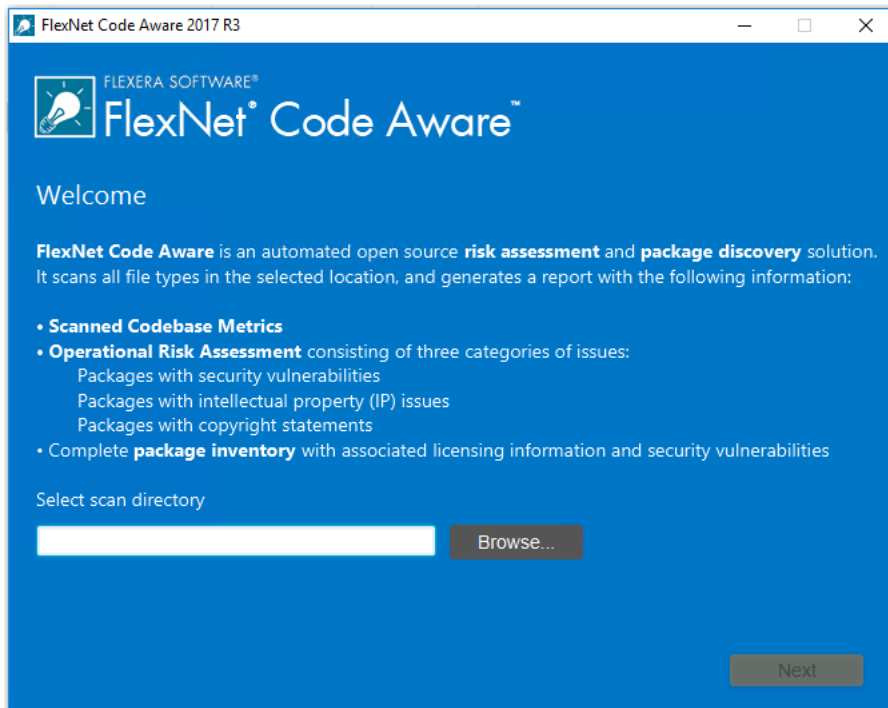 FlexNet Code Aware 2017 R3
FLEXERA SOFTWARE®
FlexNet® Code Aware™
Welcome
FlexNet Code Aware is an automated open source risk assessment and package discovery solution.
It scans all file types in the selected location, and generates a report with the following information:
• Scanned Codebase Metrics
• Operational Risk Assessment consisting of three categories of issues:
Packages with security vulnerabilities
Packages with intellectual property (IP) issues
Packages with copyright statements
• Complete package inventory with associated licensing information and security vulnerabilities
Select scan directory
Browse...
Next